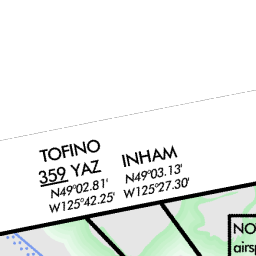 TOFINO
359 YAZ
N49°02.81'
W125°42.25'
INHAM
N49°03.13'
W125°27.30'
NO
airsp